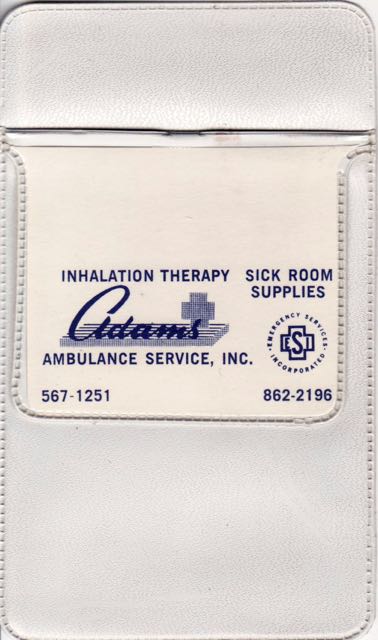 INHALATION THERAPY
SICK ROOM
SUPPLIES
Adams
AMBULANCE SERVICE, INC.
EMERGENCY SERVICES
ESI
INCORPORATED
567-1251
862-2196